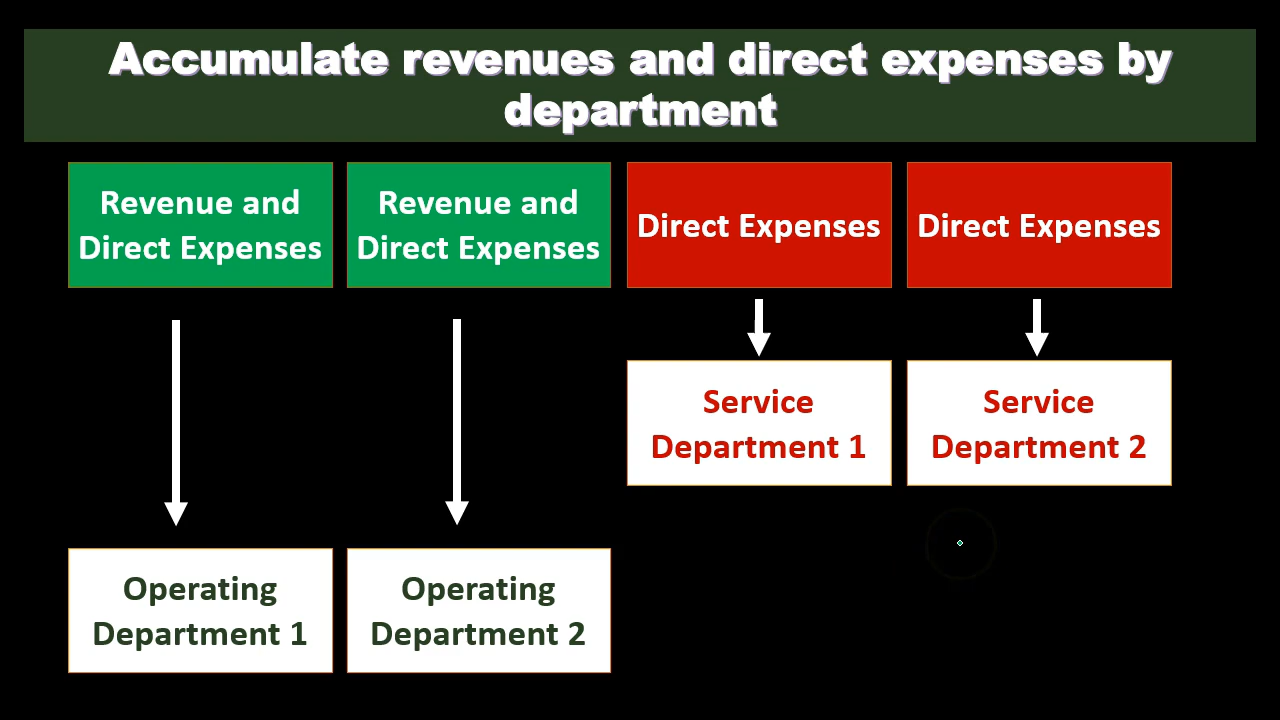 Accumulate revenues and direct expenses by
department
Revenue and
Direct Expenses
Revenue and
Direct Expenses
Direct Expenses
Direct Expenses
Service
Department 1
Service
Department 2
Operating
Department 1
Operating
Department 2